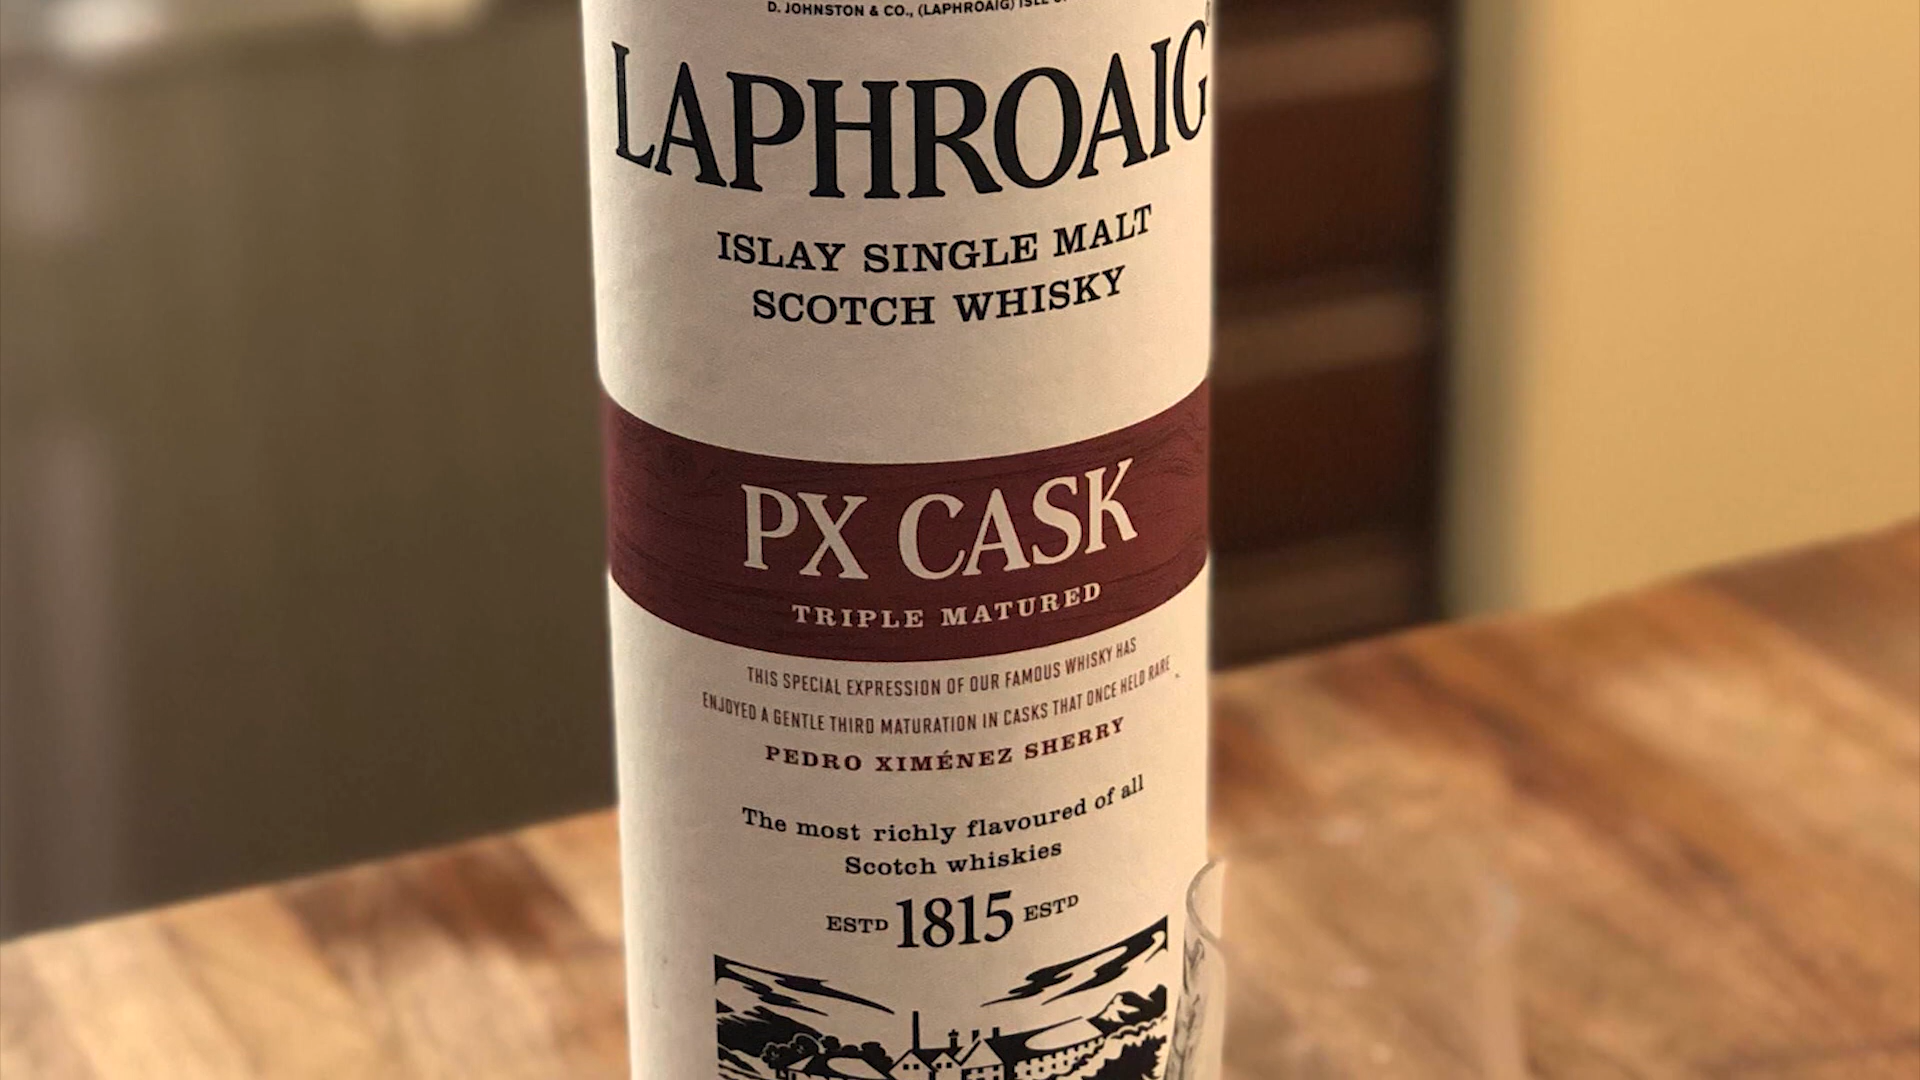 D. JOHNSTON & CO., (LAPHROAIG)
LAPHROAIG
ISLAY SINGLE MALT
SCOTCH WHISKY
PX CASK
TRIPLE MATURED
THIS SPECIAL EXPRESSION OF OUR FAMOUS WHISKY HAS
ENJOYED A GENTLE THIRD MATURATION IN CASKS THAT ONCE HELD RARE
PEDRO XIMÉNEZ SHERRY
The most richly flavoured of all
Scotch whiskies
ESTD 1815 ESTD